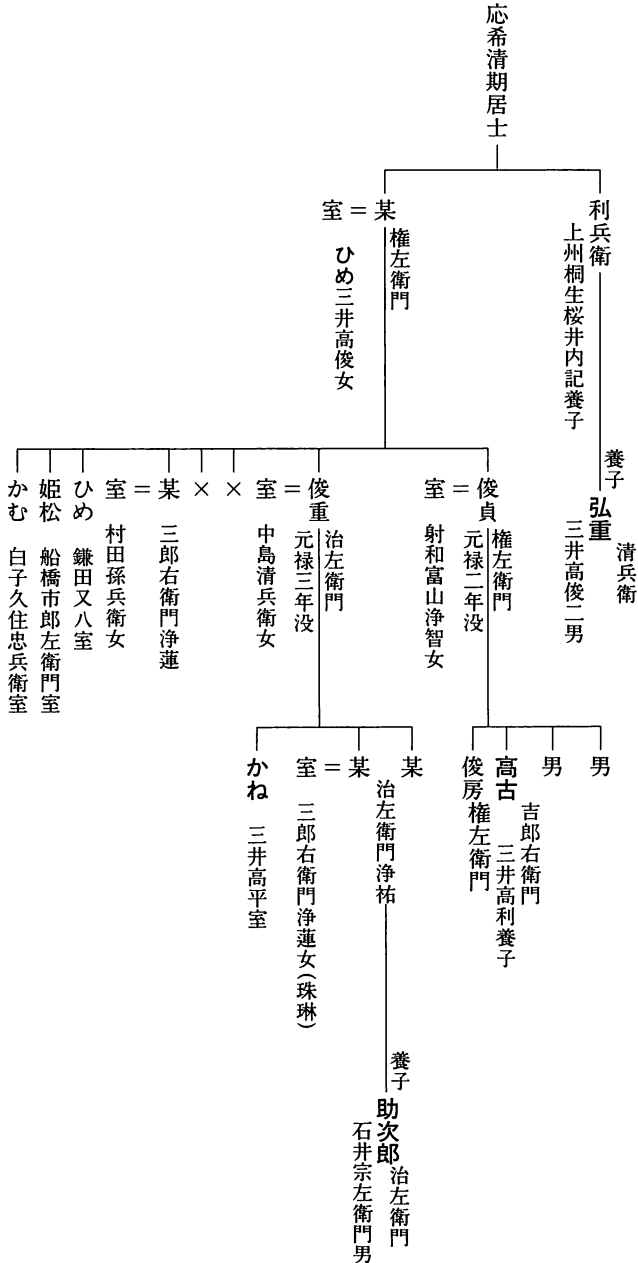 応希清期居士
利兵衛
上州桐生桜井内記養子
養子
弘重
清兵衛
三井高俊二男
某
権左衛門
＝
室
ひめ三井高俊女
俊貞
権左衛門
元禄二年没
＝
室
射和富山浄智女
男
男
高古
吉郎右衛門
三井高利養子
俊房権左衛門
俊重
治左衛門
元禄三年没
＝
室
中島清兵衛女
某
治左衛門浄祐
養子
助次郎
治左衛門
石井宗左衛門男
某
＝
室
三郎右衛門浄蓮女(珠琳)
かね 三井高平室
×
×
某
三郎右衛門浄蓮
＝
室
村田孫兵衛女
ひめ 鎌田又八室
姫松 船橋市郎左衛門室
かむ 白子久住忠兵衛室